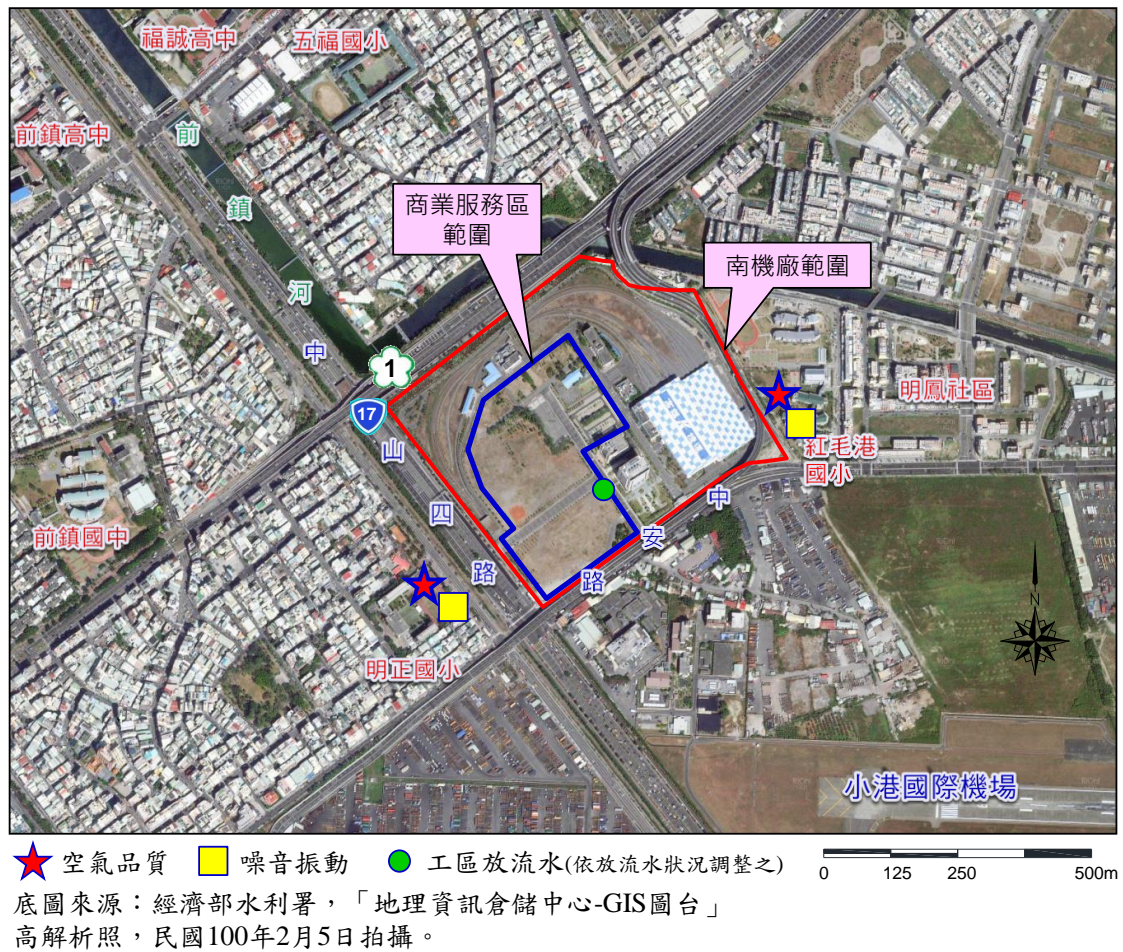 福誠高中
五福國小
前鎮高中
前
鎮
河
商業服務區
範圍
南機廠範圍
中
1
17
明鳳社區
紅毛港
國小
山
四
路
中
安
路
前鎮國中
明正國小
N
小港國際機場
空氣品質 噪音振動 工區放流水(依放流水狀況調整之)
0 125 250 500m
底圖來源：經濟部水利署，「地理資訊倉儲中心-GIS圖台」
高解析照，民國100年2月5日拍攝。